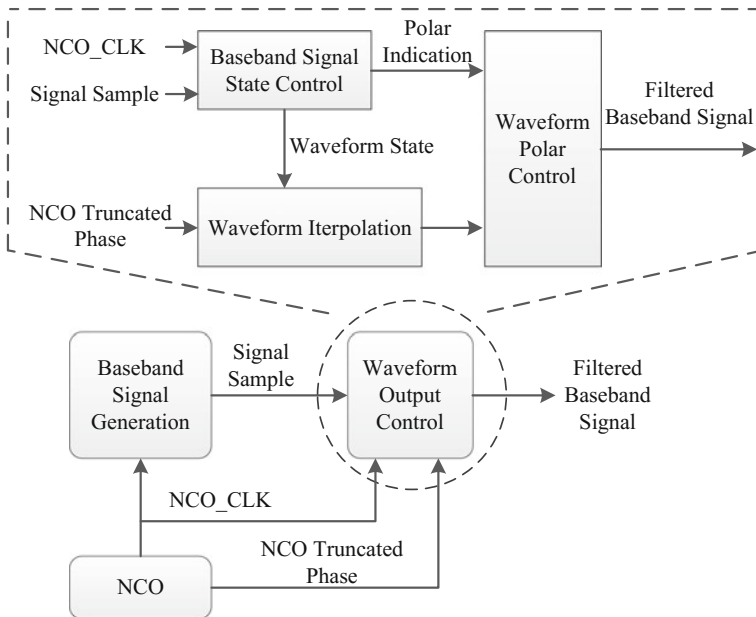 NCO_CLK
Signal Sample
Baseband Signal
State Control
Polar
Indication
Waveform State
NCO Truncated
Phase
Waveform Iterpolation
Waveform
Polar
Control
Filtered
Baseband Signal
Baseband
Signal
Generation
Signal
Sample
Waveform
Output
Control
Filtered
Baseband
Signal
NCO_CLK
NCO Truncated
Phase
NCO